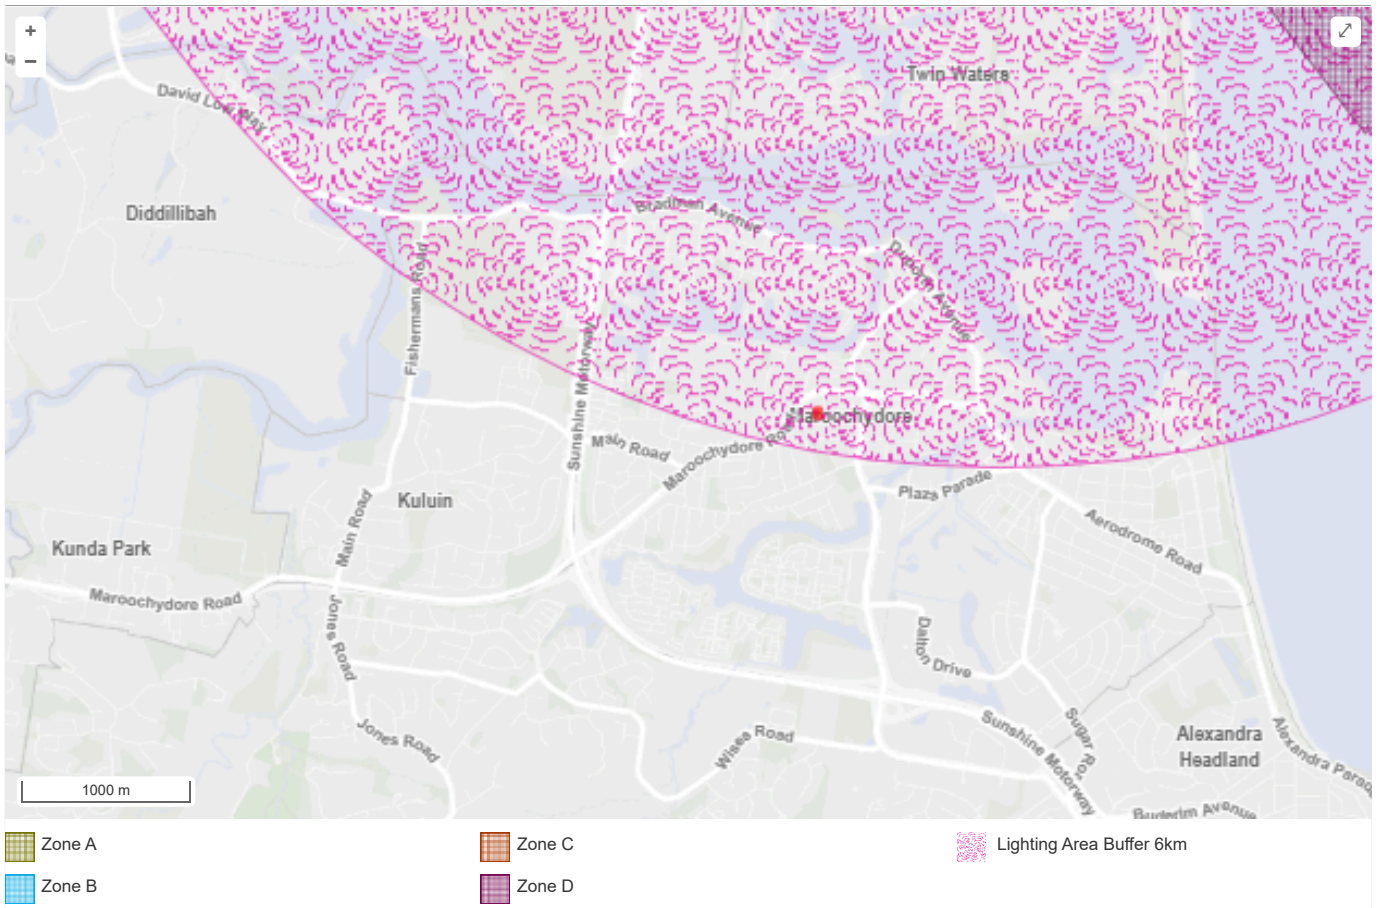 +
−
Twin Waters
David Low Way
Diddillibah
Bradman Avenue
Duporth Avenue
Fishermans Road
Sunshine Motorway
Maroochydore
Main Road
Maroochydore Road
Plaza Parade
Kuluin
Main Road
Aerodrome Road
Kunda Park
Maroochydore Road
Jones Road
Dalton Drive
Jones Road
Wises Road
Sunshine Motorway
Sugar Road
Alexandra
Headland
Alexandra Parad
Buderim Avenue
1000 m
Zone A
Zone C
Lighting Area Buffer 6km
Zone B
Zone D